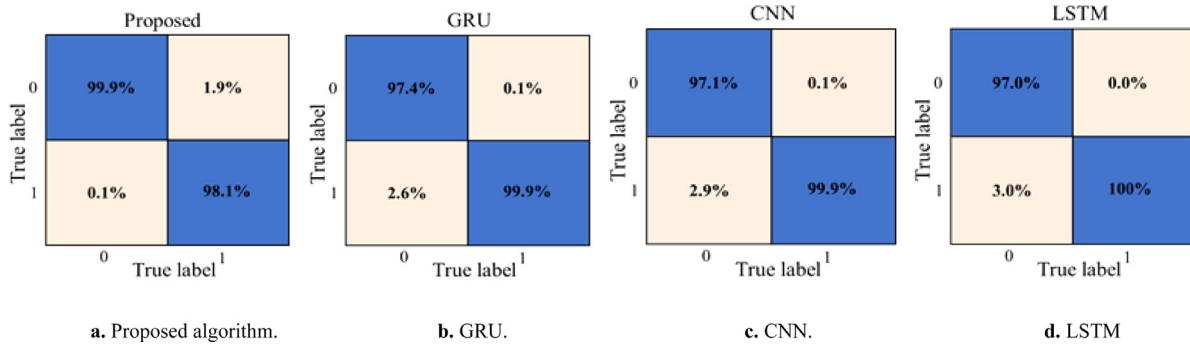 Proposed
0
99.9%
1.9%
True label
1
0.1%
98.1%
0
1
True label
a. Proposed algorithm.
GRU
0
97.4%
0.1%
True label
1
2.6%
99.9%
0
1
True label
b. GRU.
CNN
0
97.1%
0.1%
True label
1
2.9%
99.9%
0
1
True label
c. CNN.
LSTM
0
97.0%
0.0%
True label
1
3.0%
100%
0
1
True label
d. LSTM